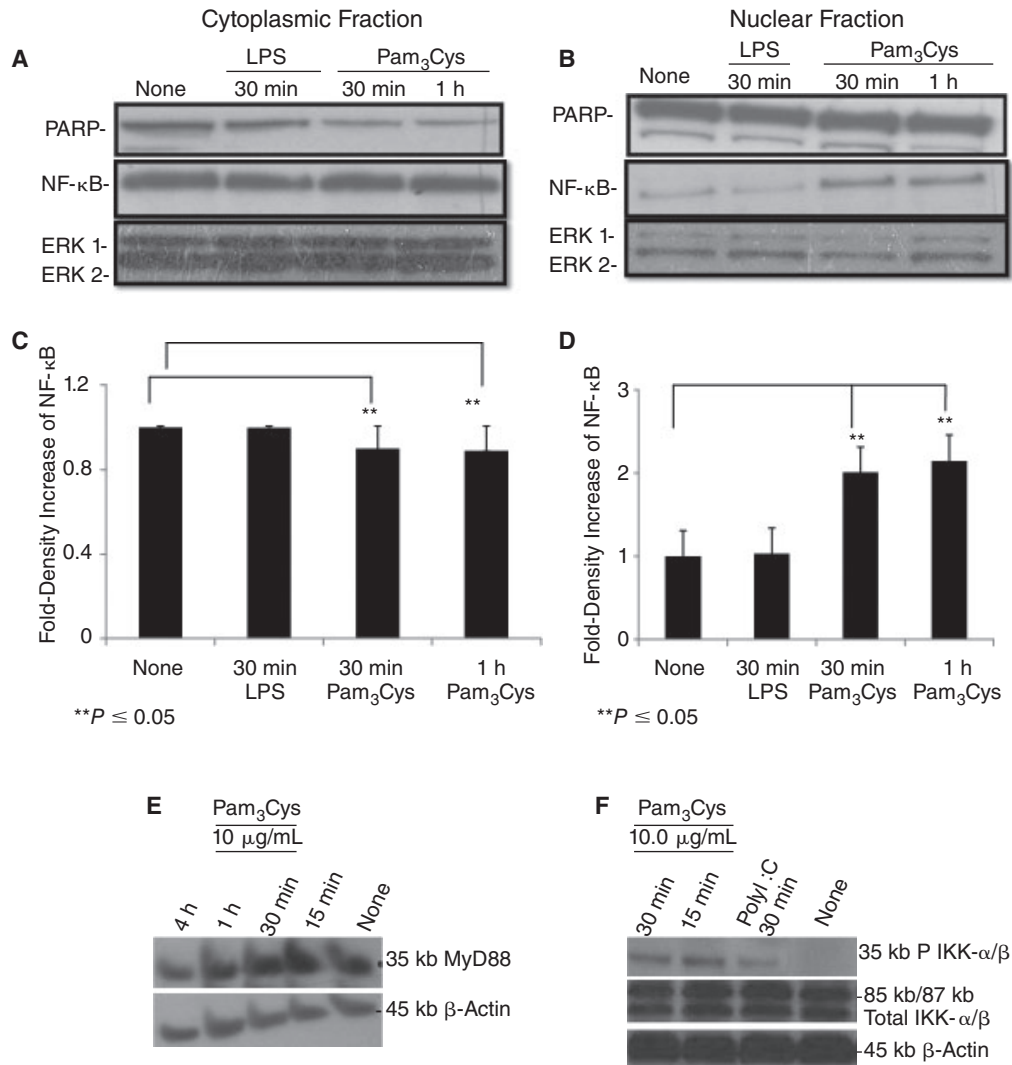 Cytoplasmic Fraction
Nuclear Fraction
A
LPS
Pam₃Cys
None
30 min
30 min
1 h
PARP-
NF-κB-
ERK 1-
ERK 2-
B
LPS
Pam₃Cys
None
30 min
30 min
1 h
PARP-
NF-κB-
ERK 1-
ERK 2-
C
Fold-Density Increase of NF-κB
1.2
0.8
0.4
0
**
**
None
30 min LPS
30 min Pam₃Cys
1 h Pam₃Cys
**P ≤ 0.05
D
Fold-Density Increase of NF-κB
3
2
1
0
**
**
None
30 min LPS
30 min Pam₃Cys
1 h Pam₃Cys
**P ≤ 0.05
E
Pam₃Cys
10 μg/mL
4 h
1 h
30 min
15 min
None
35 kb MyD88
45 kb β-Actin
F
Pam₃Cys
10.0 μg/mL
30 min
15 min
PolyI :C
30 min
None
35 kb P IKK-α/β
85 kb/87 kb
Total IKK-α/β
45 kb β-Actin